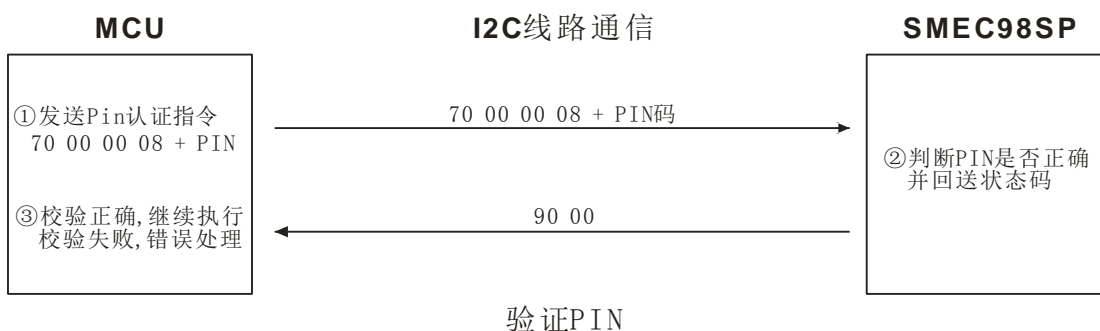 MCU
I2C线路通信
SMEC98SP
①发送Pin认证指令
70 00 00 08 + PIN
70 00 00 08 + PIN码
②判断PIN是否正确
并回送状态码
③校验正确,继续执行
校验失败,错误处理
90 00
验证PIN